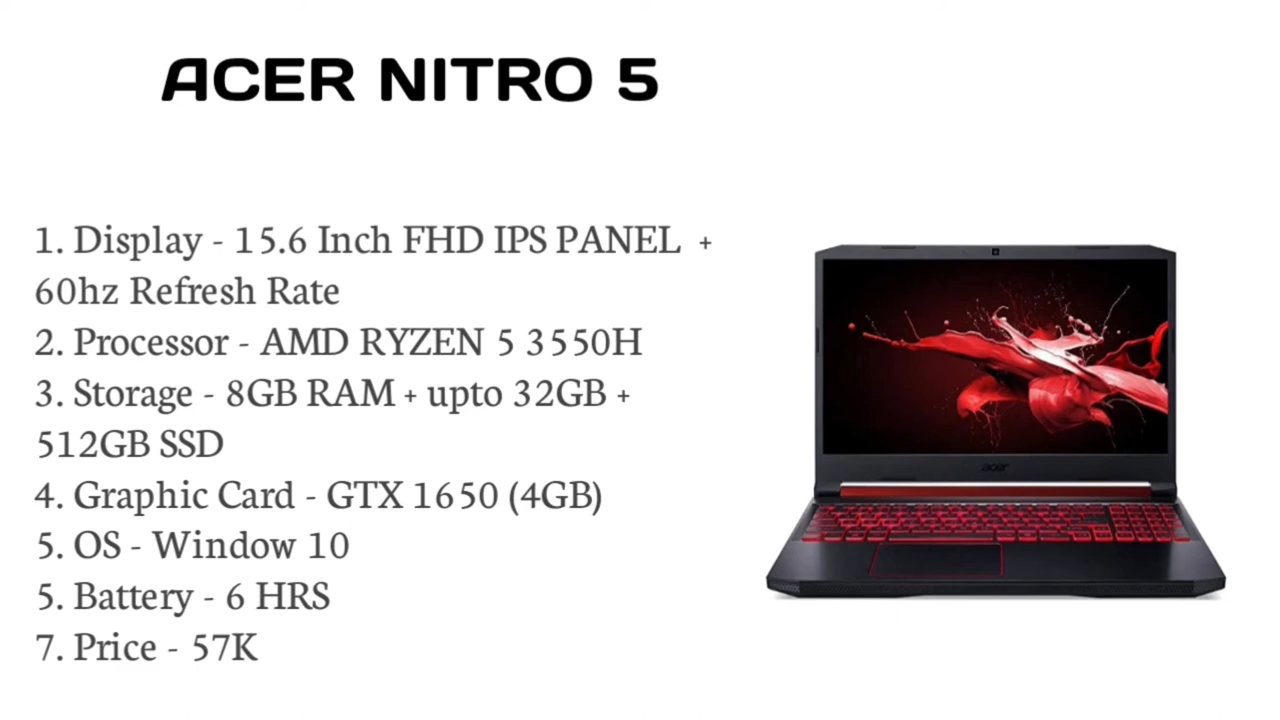 ACER NITRO 5
1. Display - 15.6 Inch FHD IPS PANEL +
60hz Refresh Rate
2. Processor - AMD RYZEN 5 3550H
3. Storage - 8GB RAM + upto 32GB +
512GB SSD
4. Graphic Card - GTX 1650 (4GB)
5. OS - Window 10
5. Battery - 6 HRS
7. Price - 57K
acer